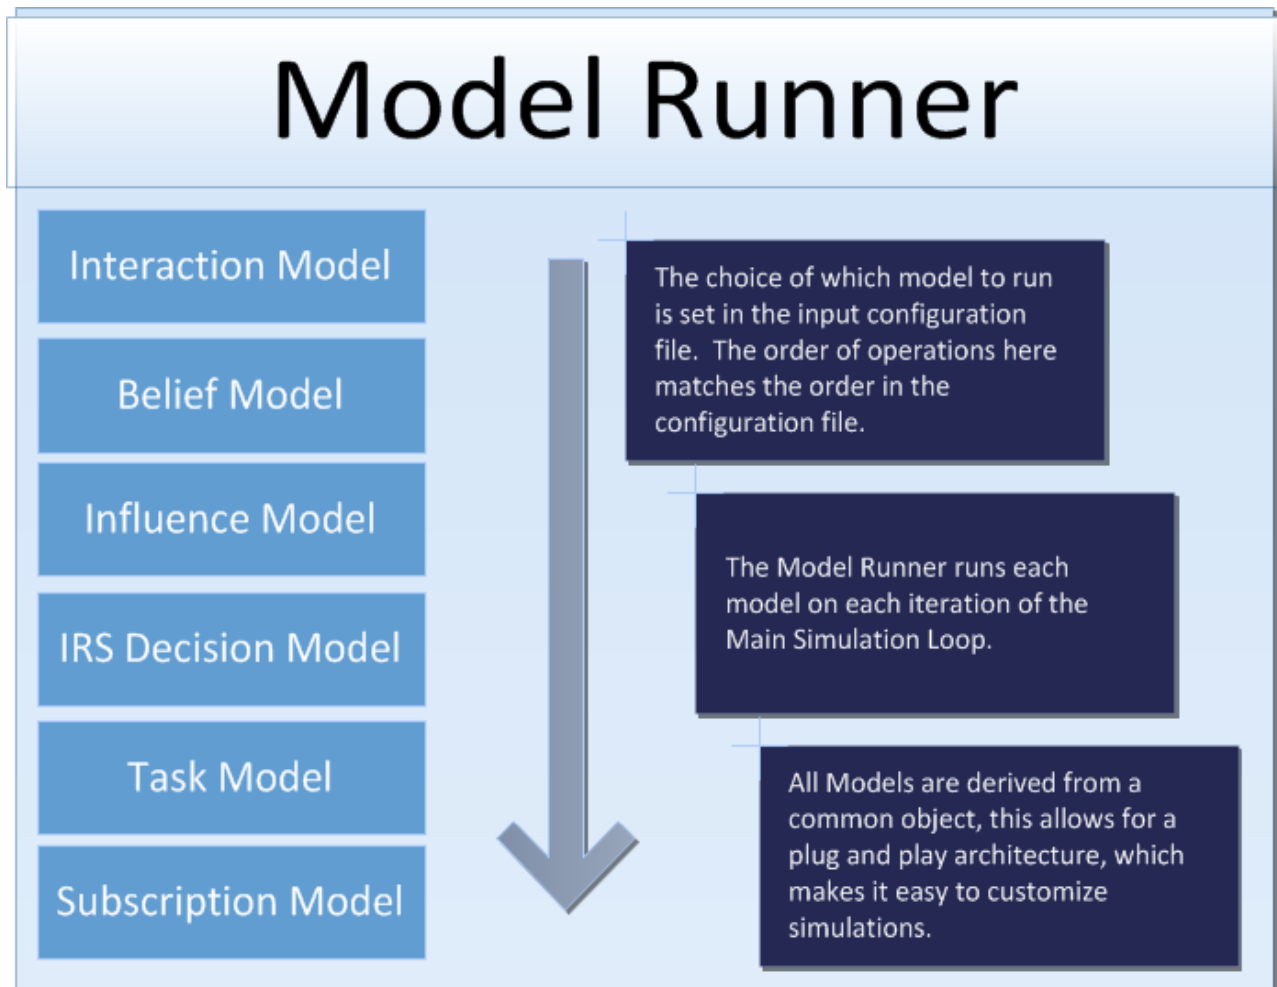 Model Runner
Interaction Model
Belief Model
Influence Model
IRS Decision Model
Task Model
Subscription Model
The choice of which model to run
is set in the input configuration
file.  The order of operations here
matches the order in the
configuration file.
The Model Runner runs each
model on each iteration of the
Main Simulation Loop.
All Models are derived from a
common object, this allows for a
plug and play architecture, which
makes it easy to customize
simulations.